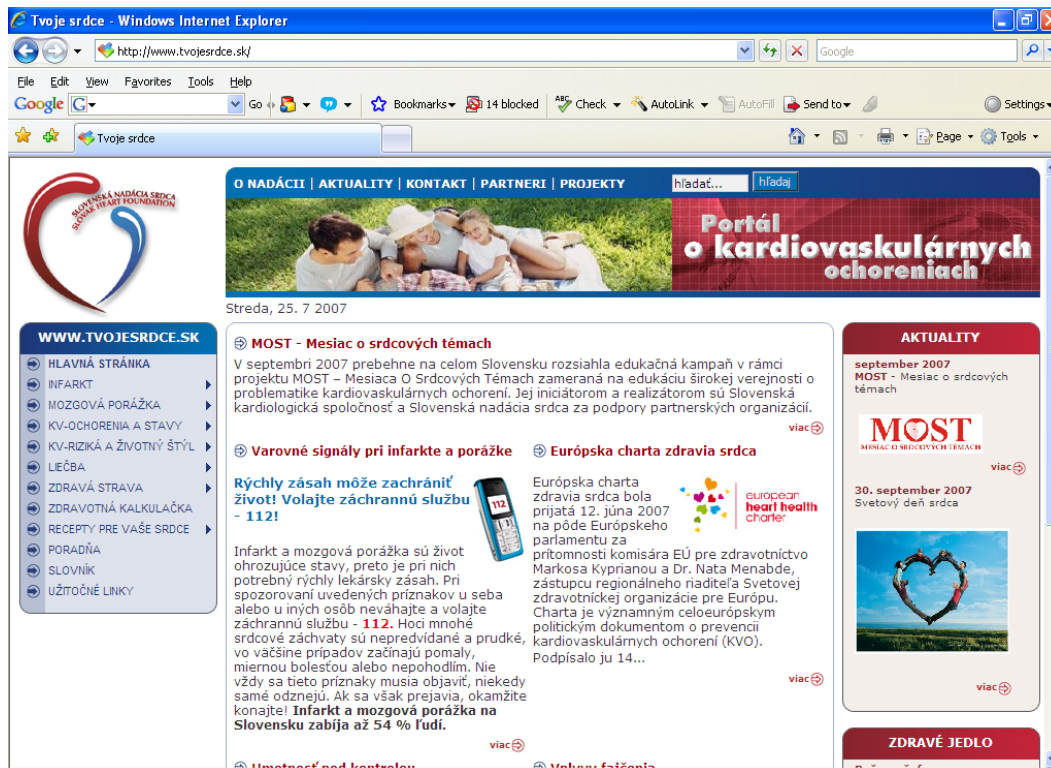 Tvoje srdce - Windows Internet Explorer
http://www.tvojesrdce.sk/
Google
File Edit View Favorites Tools Help
Google G Go Bookmarks 14 blocked ABC Check AutoLink AutoFill Send to Settings
Tvoje srdce
Page Tools
SLOVENSKÁ NADÁCIA SRDCA
SLOVAK HEART FOUNDATION
O NADÁCII | AKTUALITY | KONTAKT | PARTNERI | PROJEKTY
hľadať... hľadaj
Portál
o kardiovaskulárnych
ochoreniach
Streda, 25. 7 2007
WWW.TVOJESRDCE.SK
HLAVNÁ STRÁNKA
INFARKT
MOZGOVÁ PORÁŽKA
KV-OCHORENIA A STAVY
KV-RIZIKÁ A ŽIVOTNÝ ŠTÝL
LIEČBA
ZDRAVÁ STRAVA
ZDRAVOTNÁ KALKULAČKA
RECEPTY PRE VAŠE SRDCE
PORADŇA
SLOVNÍK
UŽITOČNÉ LINKY
MOST - Mesiac o srdcových témach
V septembri 2007 prebehne na celom Slovensku rozsiahla edukačná kampaň v rámci
projektu MOST – Mesiaca O Srdcových Témach zameraná na edukáciu širokej verejnosti o
problematike kardiovaskulárnych ochorení. Jej iniciátorom a realizátorom sú Slovenská
kardiologická spoločnosť a Slovenská nadácia srdca za podpory partnerských organizácií.
viac
Varovné signály pri infarkte a porážke
Rýchly zásah môže zachrániť
život! Volajte záchrannú službu
- 112!
112
Infarkt a mozgová porážka sú život
ohrozujúce stavy, preto je pri nich
potrebný rýchly lekársky zásah. Pri
spozorovaní uvedených príznakov u seba
alebo u iných osôb neváhajte a volajte
záchrannú službu - 112. Hoci mnohé
srdcové záchvaty sú nepredvídané a prudké,
vo väčšine prípadov začínajú pomaly,
miernou bolesťou alebo nepohodlím. Nie
vždy sa tieto príznaky musia objaviť, niekedy
samé odznejú. Ak sa však prejavia, okamžite
konajte! Infarkt a mozgová porážka na
Slovensku zabíja až 54 % ľudí.
viac
Európska charta zdravia srdca
Európska charta
zdravia srdca bola
prijatá 12. júna 2007
na pôde Európskeho
parlamentu za
prítomnosti komisára EÚ pre zdravotníctvo
Markosa Kyprianou a Dr. Nata Menabde,
zástupcu regionálneho riaditeľa Svetovej
zdravotníckej organizácie pre Európu.
Charta je významným celoeurópskym
politickým dokumentom o prevencii
kardiovaskulárnych ochorení (KVO).
Podpísalo ju 14...
european
heart health
charter
viac
AKTUALITY
september 2007
MOST - Mesiac o srdcových
témach
MOST
MESIAC O SRDCOVÝCH TÉMACH
viac
30. september 2007
Svetový deň srdca
viac
ZDRAVÉ JEDLO